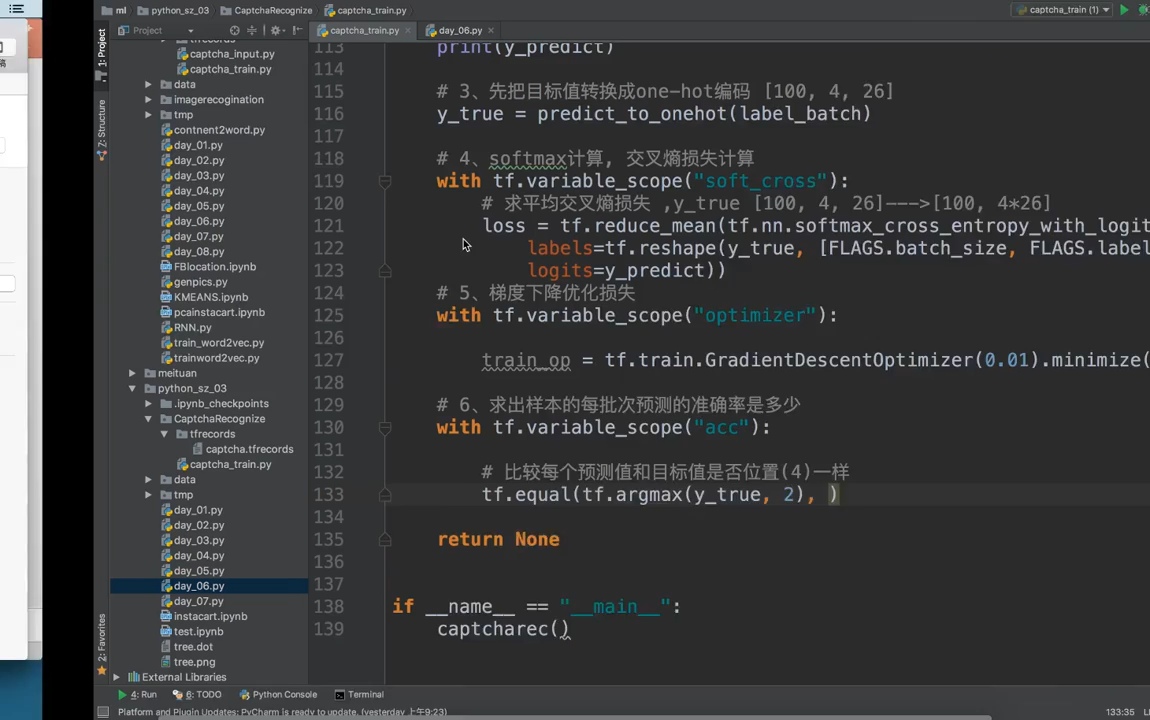 ml python_sz_03 CaptchaRecognize captcha_train.py captcha_train (1)
Project captcha_train.py day_06.py
captcha_input.py
captcha_train.py
data
imagerecogination
tmp
contnent2word.py
day_01.py
day_02.py
day_03.py
day_04.py
day_05.py
day_06.py
day_07.py
day_08.py
FBlocation.ipynb
genpics.py
KMEANS.ipynb
pcainstacart.ipynb
RNN.py
train_word2vec.py
trainword2vec.py
meituan
python_sz_03
.ipynb_checkpoints
CaptchaRecognize
tfrecords
captcha.tfrecords
captcha_train.py
data
tmp
day_01.py
day_02.py
day_03.py
day_04.py
day_05.py
day_06.py
day_07.py
instacart.ipynb
test.ipynb
tree.dot
tree.png
External Libraries
1: Project
7: Structure
2: Favorites
113 print(y_predict)
114
115 # 3、先把目标值转换成one-hot编码 [100, 4, 26]
116 y_true = predict_to_onehot(label_batch)
117
118 # 4、softmax计算, 交叉熵损失计算
119 with tf.variable_scope("soft_cross"):
120 # 求平均交叉熵损失 ,y_true [100, 4, 26]--->[100, 4*26]
121 loss = tf.reduce_mean(tf.nn.softmax_cross_entropy_with_logit
122 labels=tf.reshape(y_true, [FLAGS.batch_size, FLAGS.label
123 logits=y_predict))
124 # 5、梯度下降优化损失
125 with tf.variable_scope("optimizer"):
126
127 train_op = tf.train.GradientDescentOptimizer(0.01).minimize(
128
129 # 6、求出样本的每批次预测的准确率是多少
130 with tf.variable_scope("acc"):
131
132 # 比较每个预测值和目标值是否位置(4)一样
133 tf.equal(tf.argmax(y_true, 2), )
134
135 return None
136
137
138 if __name__ == "__main__":
139 captcharec()
4: Run 6: TODO Python Console Terminal
Platform and Plugin Updates: PyCharm is ready to update. (yesterday 上午9:23) 133:35